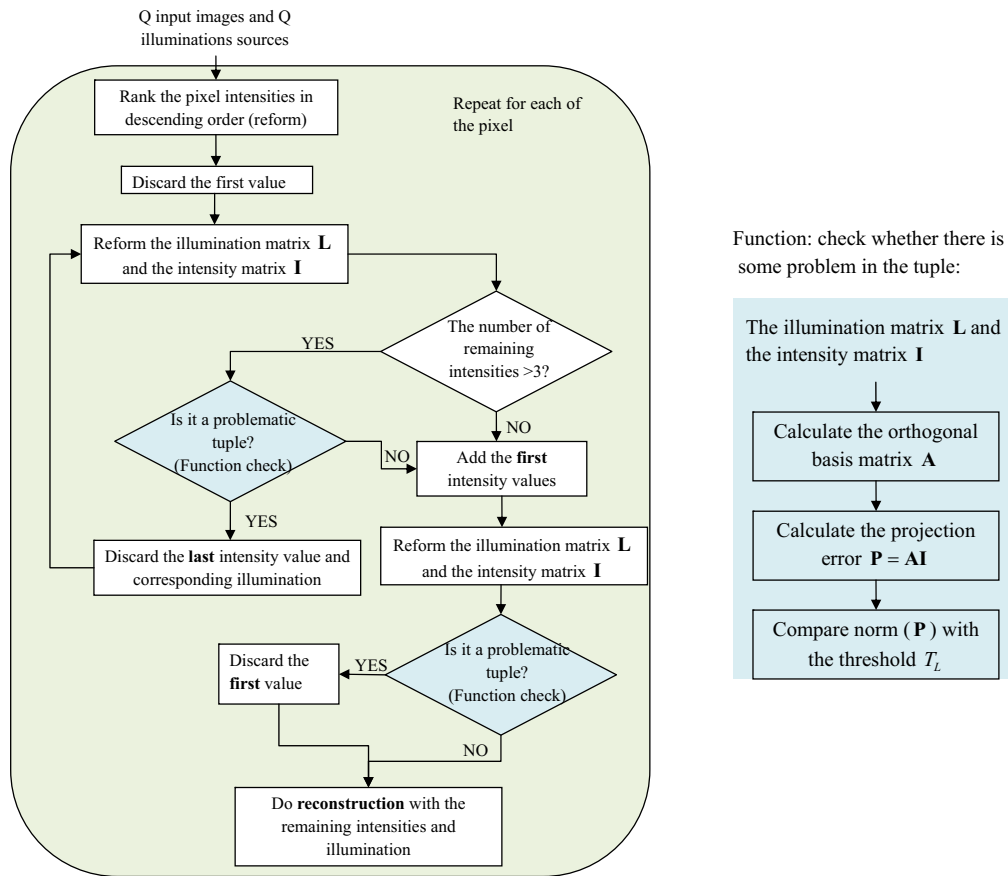 Q input images and Q
illuminations sources
Rank the pixel intensities in
descending order (reform)
Repeat for each of
the pixel
Discard the first value
Reform the illumination matrix L
and the intensity matrix I
The number of
remaining
intensities >3?
YES
NO
Is it a problematic
tuple?
(Function check)
NO
YES
Add the first
intensity values
Discard the last intensity value and
corresponding illumination
Reform the illumination matrix L
and the intensity matrix I
Is it a problematic
tuple?
(Function check)
YES
NO
Discard the
first value
Do reconstruction with the
remaining intensities and
illumination
Function: check whether there is
some problem in the tuple:
The illumination matrix L and
the intensity matrix I
Calculate the orthogonal
basis matrix A
Calculate the projection
error P = AI
Compare norm ( P ) with
the threshold T_L